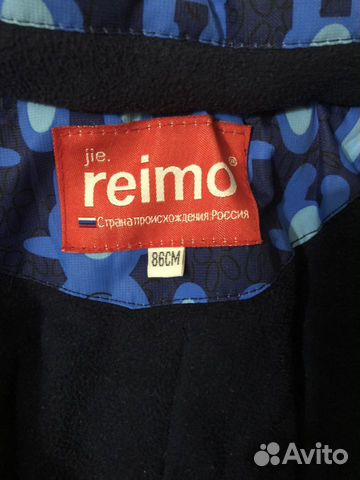 jie.
reimo®
Страна происхождения: Россия
86CM
Avito